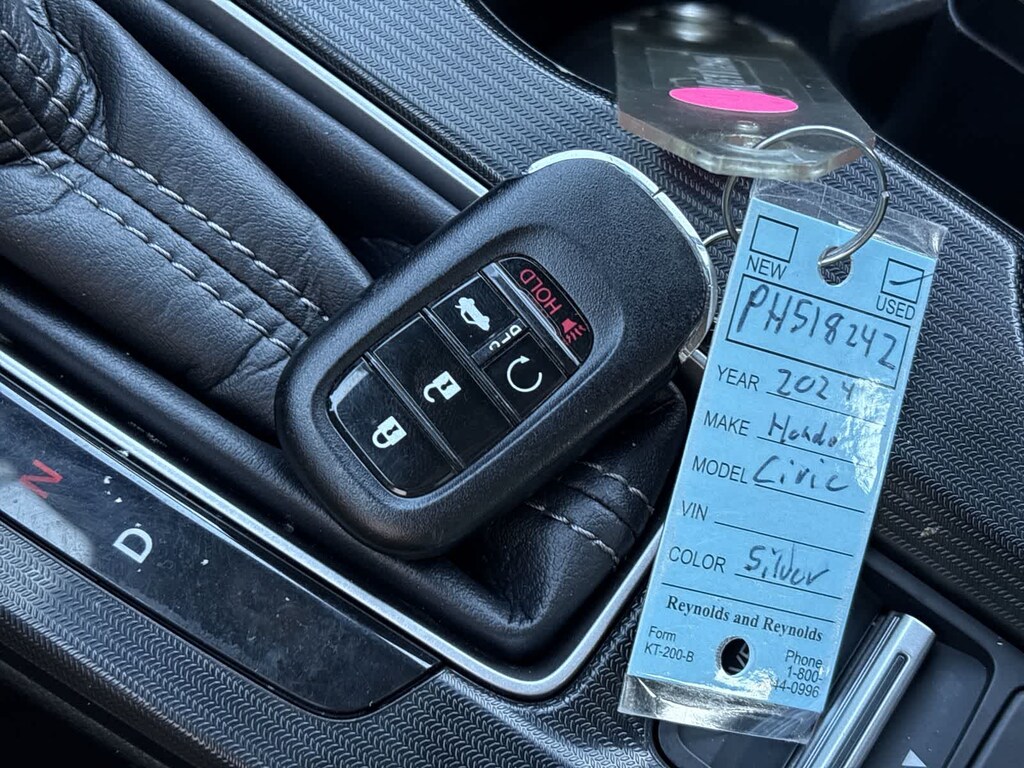 HOLD
HOLD
N
D
NEW
USED
PH518242
YEAR 2024
MAKE Honda
MODEL Civic
VIN
COLOR Silver
Reynolds and Reynolds
Form
KT-200-B
Phone
1-800-
44-0996